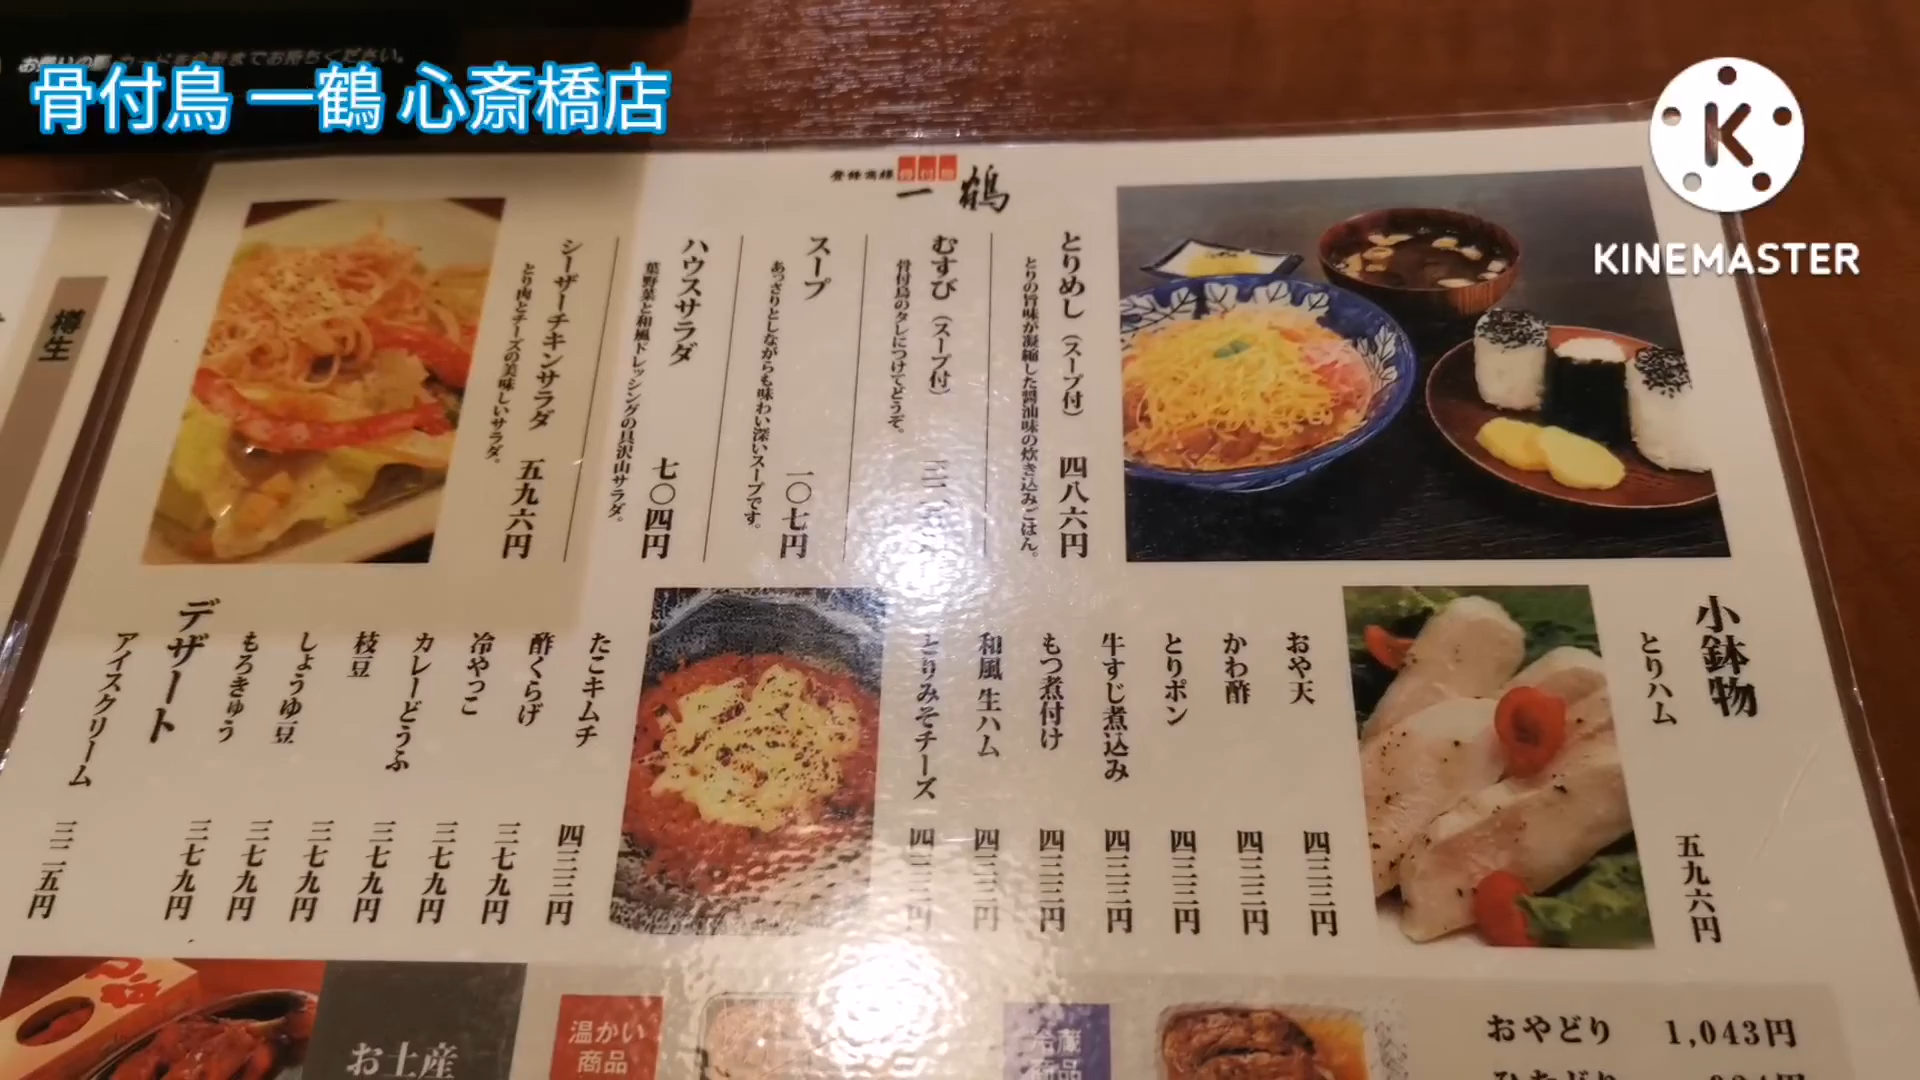 骨付鳥 一鶴 心斎橋店
KINEMASTER
一鶴
とりめし（スープ付） 四八六円
とりの旨味が凝縮した醤油味の炊き込みごはん。
むすび（スープ付）
骨付鳥のタレにつけてどうぞ。
スープ 一〇七円
あっさりとしながらも味わい深いスープです。
ハウスサラダ 七〇四円
葉野菜と和風ドレッシングの具沢山サラダ。
シーザーチキンサラダ 五九六円
とり肉とチーズの美味しいサラダ。
樽生
小鉢物
とりハム 五九六円
おや天 四三三円
かわ酢 四三三円
とりポン 四三三円
牛すじ煮込み 四三三円
もつ煮付け 四三三円
和風 生ハム 四三三円
とりみそチーズ 四三三円
たこキムチ 四三三円
酢くらげ 三七九円
冷やっこ 三七九円
カレーどうふ 三七九円
枝豆 三七九円
しょうゆ豆 三七九円
もろきゅう 三七九円
デザート
アイスクリーム 三二五円
お土産
温かい
商品
冷蔵
商品
おやどり 1,043円